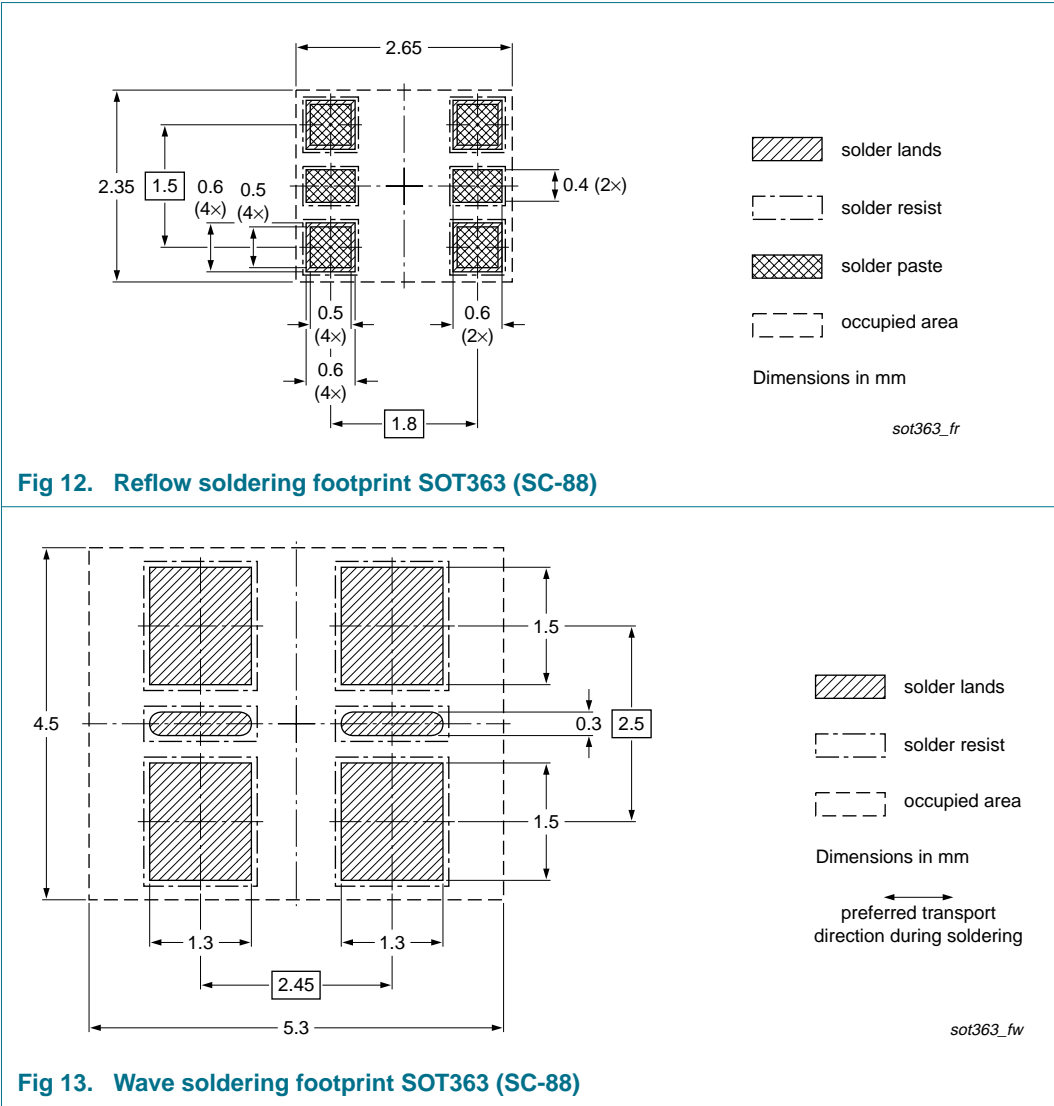 2.65
solder lands
2.35
1.5
0.6
(4×)
0.5
(4×)
0.4 (2×)
solder resist
solder paste
0.5
(4×)
0.6
(2×)
occupied area
0.6
(4×)
Dimensions in mm
1.8
sot363_fr
Fig 12. Reflow soldering footprint SOT363 (SC-88)
1.5
solder lands
4.5
0.3
2.5
solder resist
occupied area
1.5
Dimensions in mm
preferred transport
direction during soldering
1.3
1.3
2.45
5.3
sot363_fw
Fig 13. Wave soldering footprint SOT363 (SC-88)